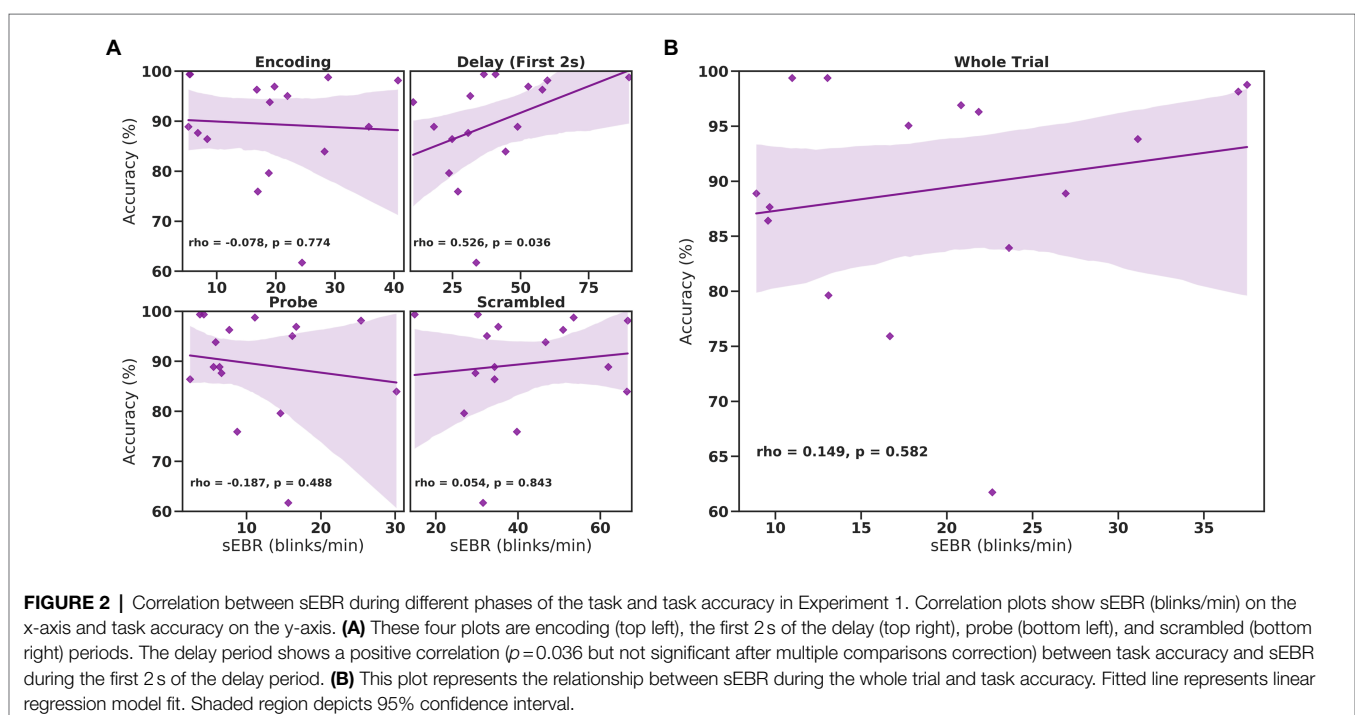 A
B
Encoding
Delay (First 2s)
Whole Trial
100
90
80
70
60
Accuracy (%)
rho = -0.078, p = 0.774
10 20 30 40
rho = 0.526, p = 0.036
25 50 75
Probe
Scrambled
100
90
80
70
60
Accuracy (%)
rho = -0.187, p = 0.488
10 20 30
sEBR (blinks/min)
rho = 0.054, p = 0.843
20 40 60
sEBR (blinks/min)
100
95
90
85
80
75
70
65
60
Accuracy (%)
rho = 0.149, p = 0.582
10 15 20 25 30 35
sEBR (blinks/min)
FIGURE 2 | Correlation between sEBR during different phases of the task and task accuracy in Experiment 1. Correlation plots show sEBR (blinks/min) on the
x-axis and task accuracy on the y-axis. (A) These four plots are encoding (top left), the first 2 s of the delay (top right), probe (bottom left), and scrambled (bottom
right) periods. The delay period shows a positive correlation (p = 0.036 but not significant after multiple comparisons correction) between task accuracy and sEBR
during the first 2 s of the delay period. (B) This plot represents the relationship between sEBR during the whole trial and task accuracy. Fitted line represents linear
regression model fit. Shaded region depicts 95% confidence interval.